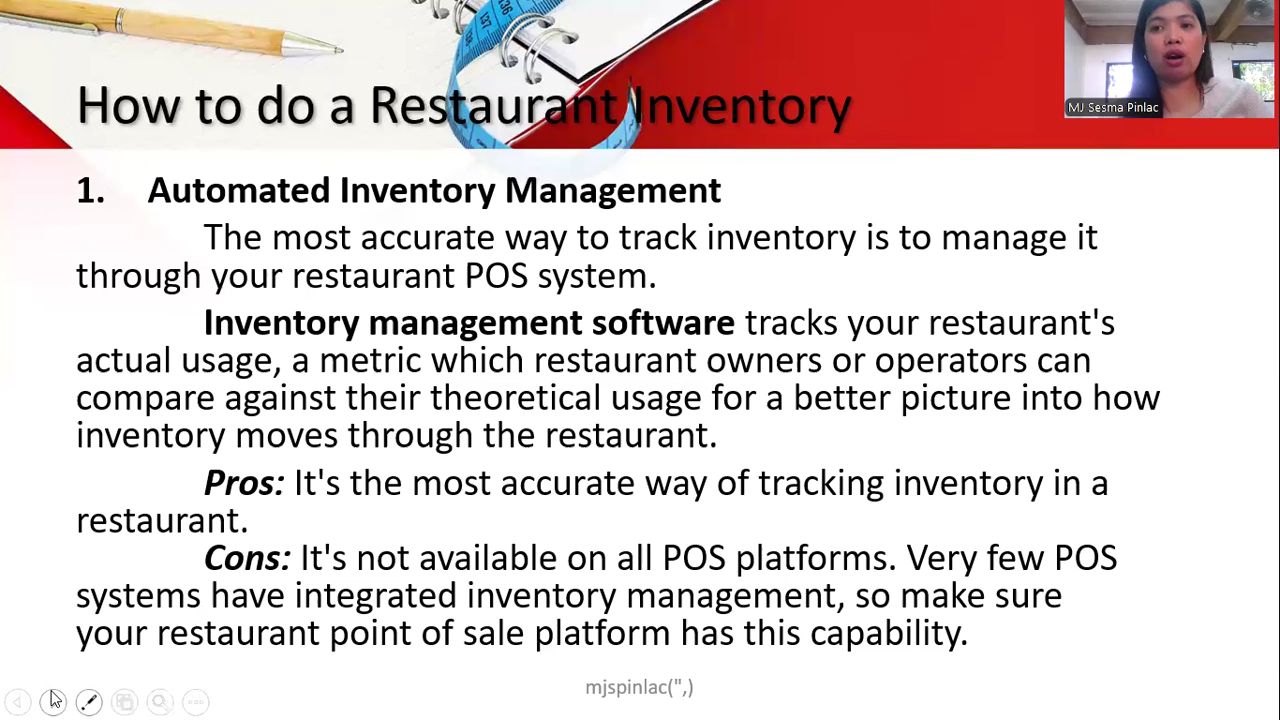 MJ Sesma Pinlac
How to do a Restaurant Inventory
1. Automated Inventory Management
The most accurate way to track inventory is to manage it
through your restaurant POS system.
Inventory management software tracks your restaurant's
actual usage, a metric which restaurant owners or operators can
compare against their theoretical usage for a better picture into how
inventory moves through the restaurant.
Pros: It's the most accurate way of tracking inventory in a
restaurant.
Cons: It's not available on all POS platforms. Very few POS
systems have integrated inventory management, so make sure
your restaurant point of sale platform has this capability.
mjspinlac(",)